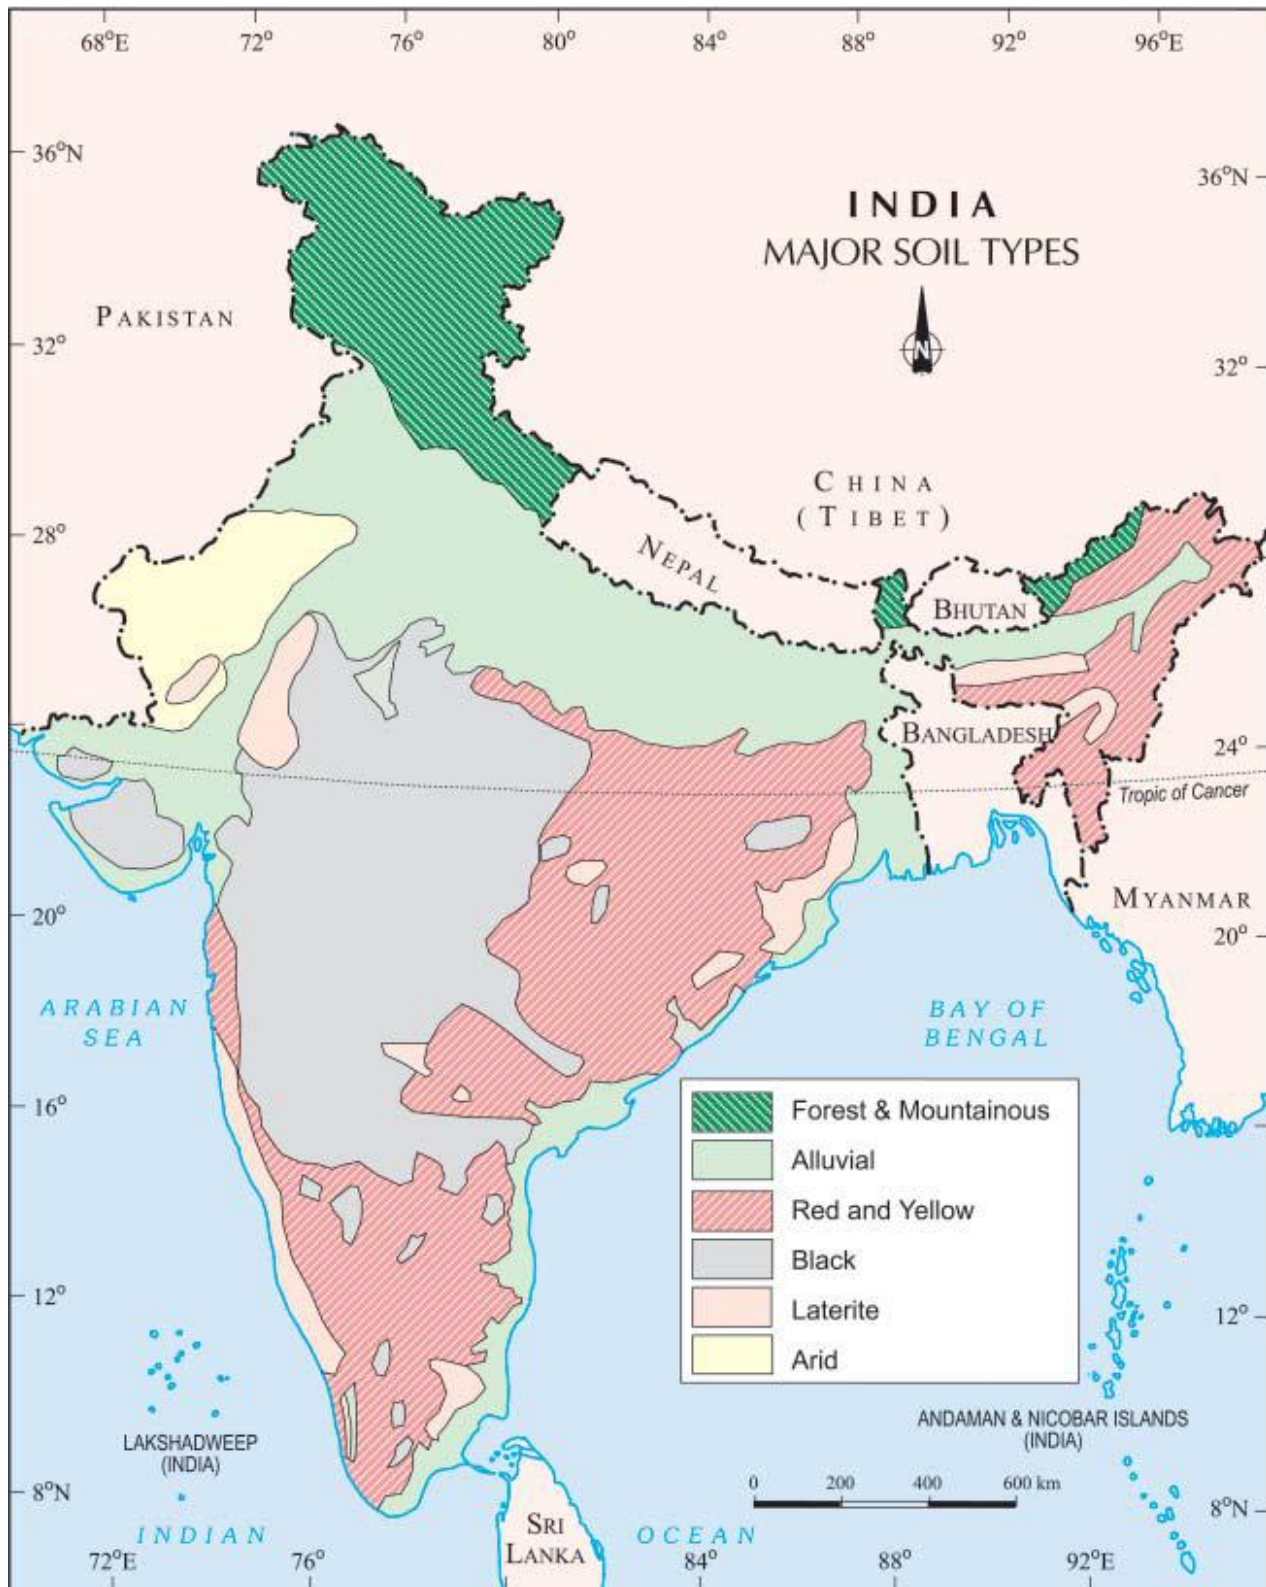 68°E 72° 76° 80° 84° 88° 92° 96°E
36°N
36°N
INDIA
MAJOR SOIL TYPES
N
PAKISTAN
32°
32°
CHINA
(TIBET)
NEPAL
28°
BHUTAN
BANGLADESH
24°
Tropic of Cancer
MYANMAR
20°
20°
ARABIAN
SEA
BAY OF
BENGAL
16°
Forest & Mountainous
Alluvial
Red and Yellow
Black
Laterite
Arid
12°
12°
LAKSHADWEEP
(INDIA)
ANDAMAN & NICOBAR ISLANDS
(INDIA)
0 200 400 600 km
8°N
8°N
SRI
LANKA
INDIAN OCEAN
72°E 76° 84° 88° 92°E